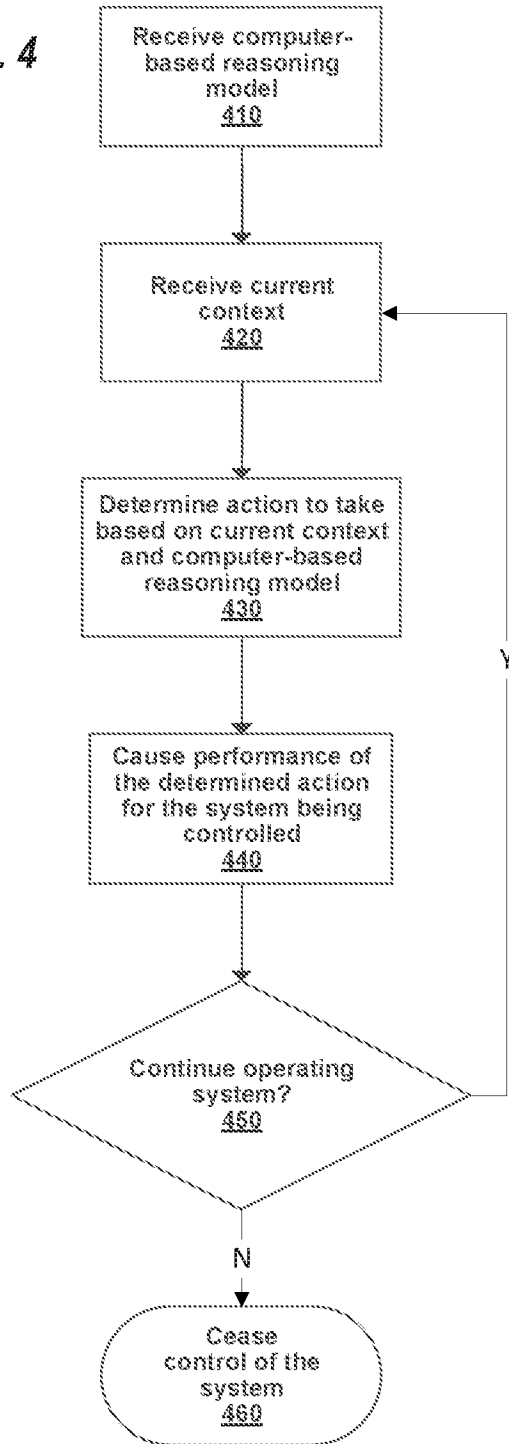 . 4
Receive computer-
based reasoning
model
410
Receive current
context
420
Determine action to take
based on current context
and computer-based
reasoning model
430
Cause performance of
the determined action
for the system being
controlled
440
Continue operating
system?
450
Y
N
Cease
control of the
system
460